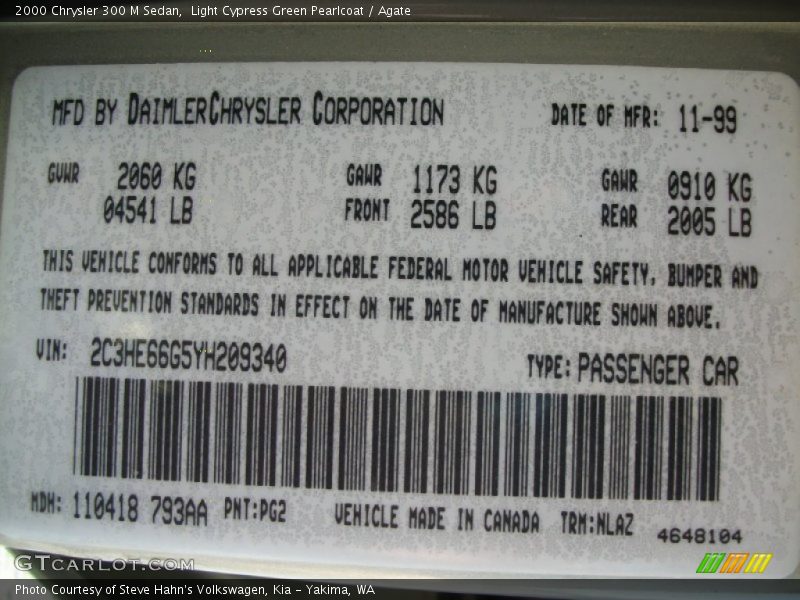 2000 Chrysler 300 M Sedan,  Light Cypress Green Pearlcoat / Agate
MFD BY DAIMLERCHRYSLER CORPORATION DATE OF MFR: 11-99
GVWR 2060 KG GAWR 1173 KG GAWR 0910 KG
04541 LB FRONT 2586 LB REAR 2005 LB
THIS VEHICLE CONFORMS TO ALL APPLICABLE FEDERAL MOTOR VEHICLE SAFETY, BUMPER AND
THEFT PREVENTION STANDARDS IN EFFECT ON THE DATE OF MANUFACTURE SHOWN ABOVE.
VIN: 2C3HE66G5YH209340 TYPE: PASSENGER CAR
MDH: 110418 793AA PNT:PG2 VEHICLE MADE IN CANADA TRM:NLAZ 4648104
GTCARLOT.COM
Photo Courtesy of Steve Hahn's Volkswagen, Kia - Yakima, WA